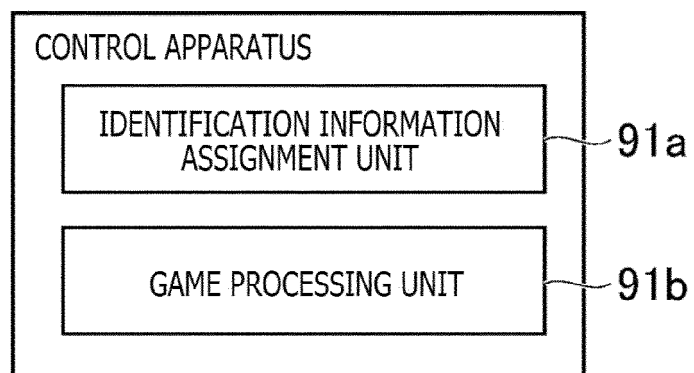 CONTROL APPARATUS
IDENTIFICATION INFORMATION
ASSIGNMENT UNIT
91a
GAME PROCESSING UNIT
91b